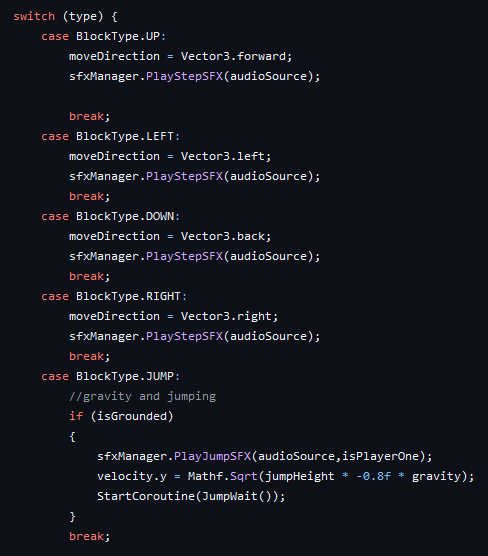 switch (type) {
    case BlockType.UP:
        moveDirection = Vector3.forward;
        sfxManager.PlayStepSFX(audioSource);

        break;
    case BlockType.LEFT:
        moveDirection = Vector3.left;
        sfxManager.PlayStepSFX(audioSource);
        break;
    case BlockType.DOWN:
        moveDirection = Vector3.back;
        sfxManager.PlayStepSFX(audioSource);
        break;
    case BlockType.RIGHT:
        moveDirection = Vector3.right;
        sfxManager.PlayStepSFX(audioSource);
        break;
    case BlockType.JUMP:
        //gravity and jumping
        if (isGrounded)
        {
            sfxManager.PlayJumpSFX(audioSource,isPlayerOne);
            velocity.y = Mathf.Sqrt(jumpHeight * -0.8f * gravity);
            StartCoroutine(JumpWait());
        }
        break;